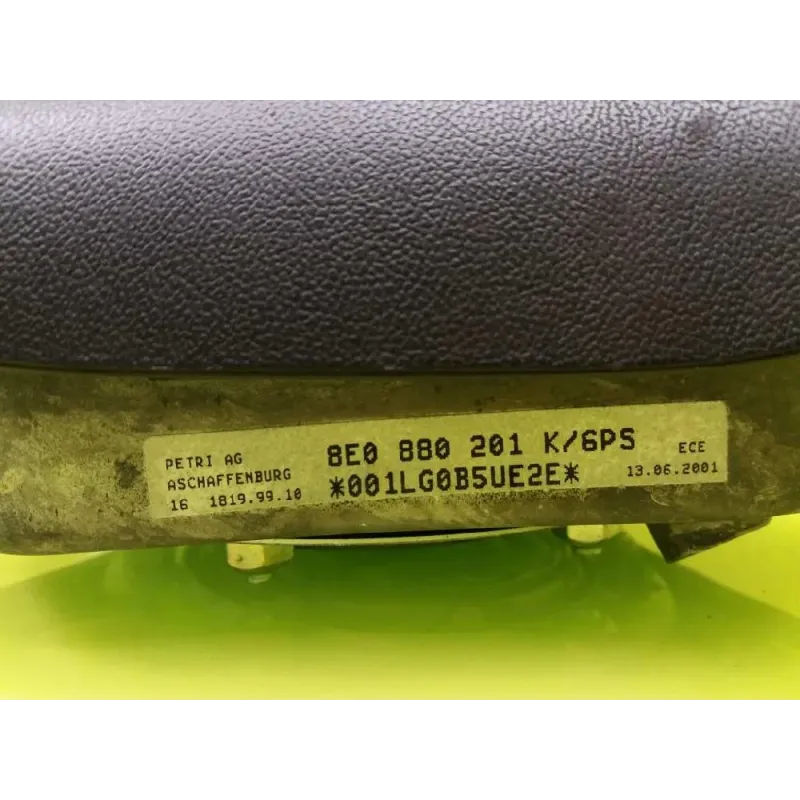 PETRI AG
ASCHAFFENBURG
16 1819.99.10
8E0 880 201 K/6PS
*001LG0B5UE2E*
ECE
13.06.2001